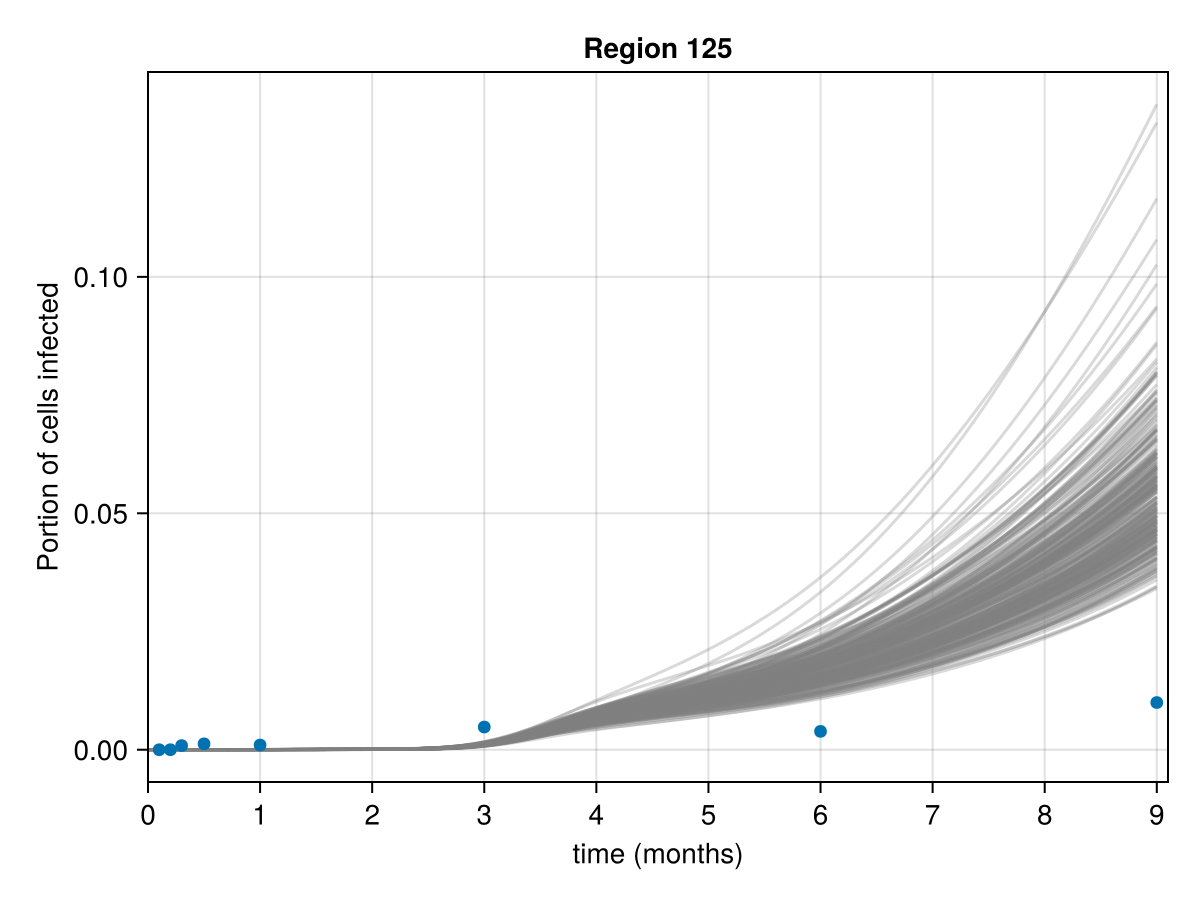 Region 125
Portion of cells infected
0.10
0.05
0.00
0 1 2 3 4 5 6 7 8 9
time (months)